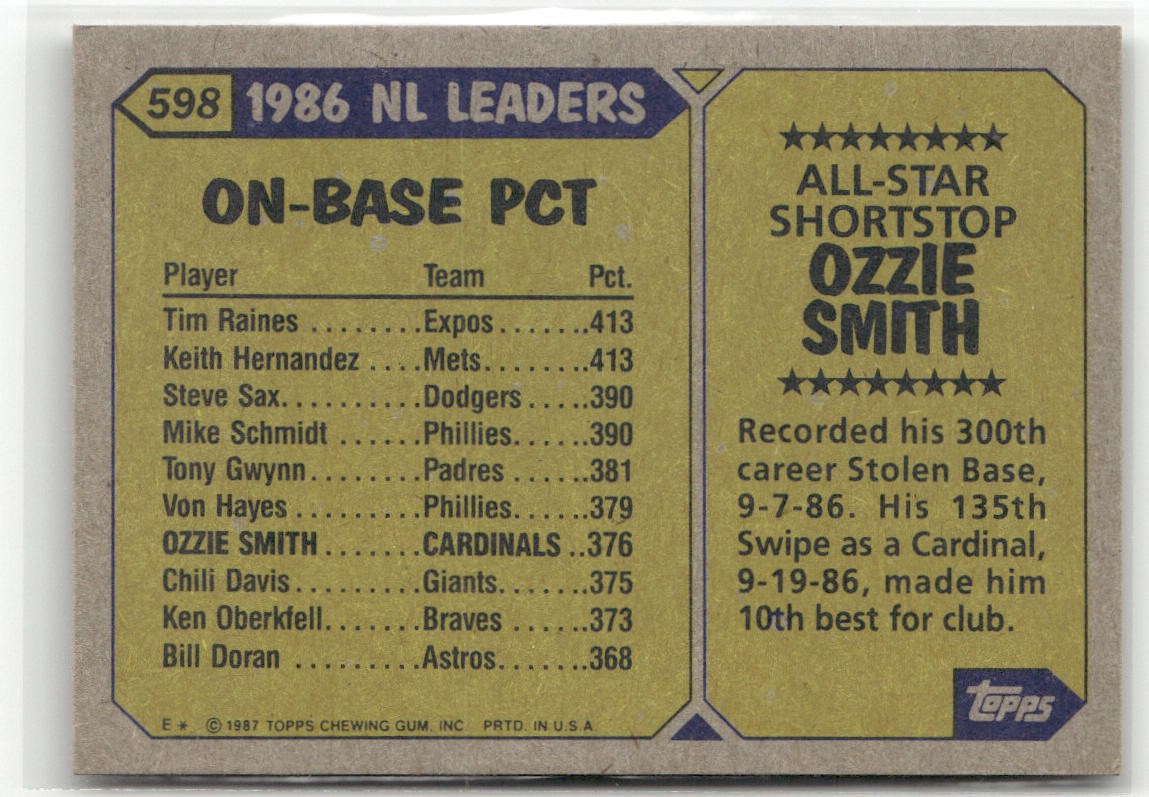 598 1986 NL LEADERS
ON-BASE PCT
Player Team Pct.
Tim Raines ........Expos.......413
Keith Hernandez ....Mets........413
Steve Sax..........Dodgers .....390
Mike Schmidt ......Phillies......390
Tony Gwynn........Padres ......381
Von Hayes .........Phillies......379
OZZIE SMITH.......CARDINALS ..376
Chili Davis.........Giants.......375
Ken Oberkfell.......Braves ......373
Bill Doran .........Astros.......368
E* © 1987 TOPPS CHEWING GUM, INC PRTD. IN U.S.A.
ALL-STAR
SHORTSTOP
OZZIE
SMITH
Recorded his 300th
career Stolen Base,
9-7-86. His 135th
Swipe as a Cardinal,
9-19-86, made him
10th best for club.
topps